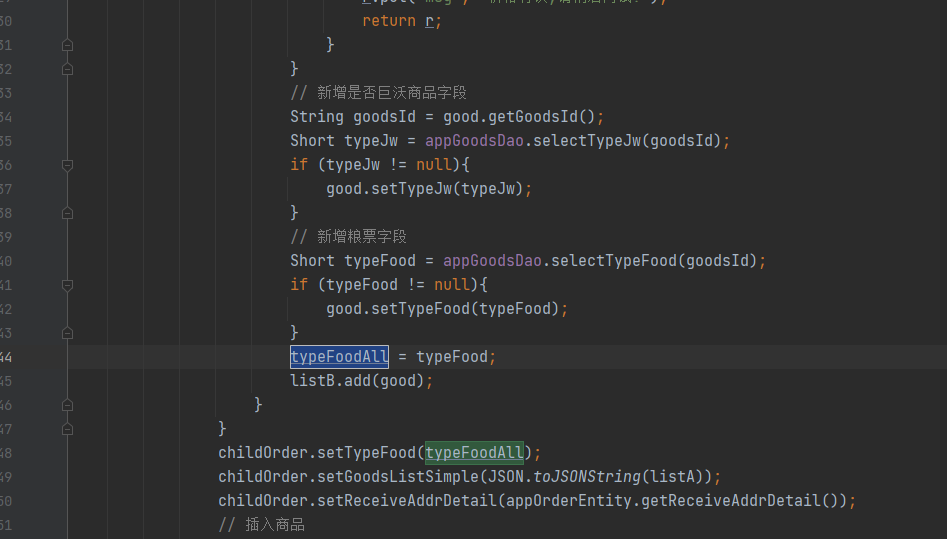 30 return r;
31 }
32 }
33 // 新增是否巨沃商品字段
34 String goodsId = good.getGoodsId();
35 Short typeJw = appGoodsDao.selectTypeJw(goodsId);
36 if (typeJw != null){
37 good.setTypeJw(typeJw);
38 }
39 // 新增粮票字段
40 Short typeFood = appGoodsDao.selectTypeFood(goodsId);
41 if (typeFood != null){
42 good.setTypeFood(typeFood);
43 }
44 typeFoodAll = typeFood;
45 listB.add(good);
46 }
47 }
48 childOrder.setTypeFood(typeFoodAll);
49 childOrder.setGoodsListSimple(JSON.toJSONString(listA));
50 childOrder.setReceiveAddrDetail(appOrderEntity.getReceiveAddrDetail());
51 // 插入商品